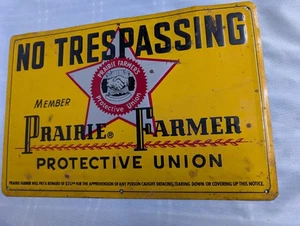 NO TRESPASSING
PRAIRIE FARMER'S
Protective Union
MEMBER
PRAIRIE® FARMER
PROTECTIVE UNION
PRAIRIE FARMER WILL PAY A REWARD OF FOR THE APPREHENSION OF ANY PERSON CAUGHT DEFACING, TEARING DOWN OR COVERING UP THIS NOTICE.